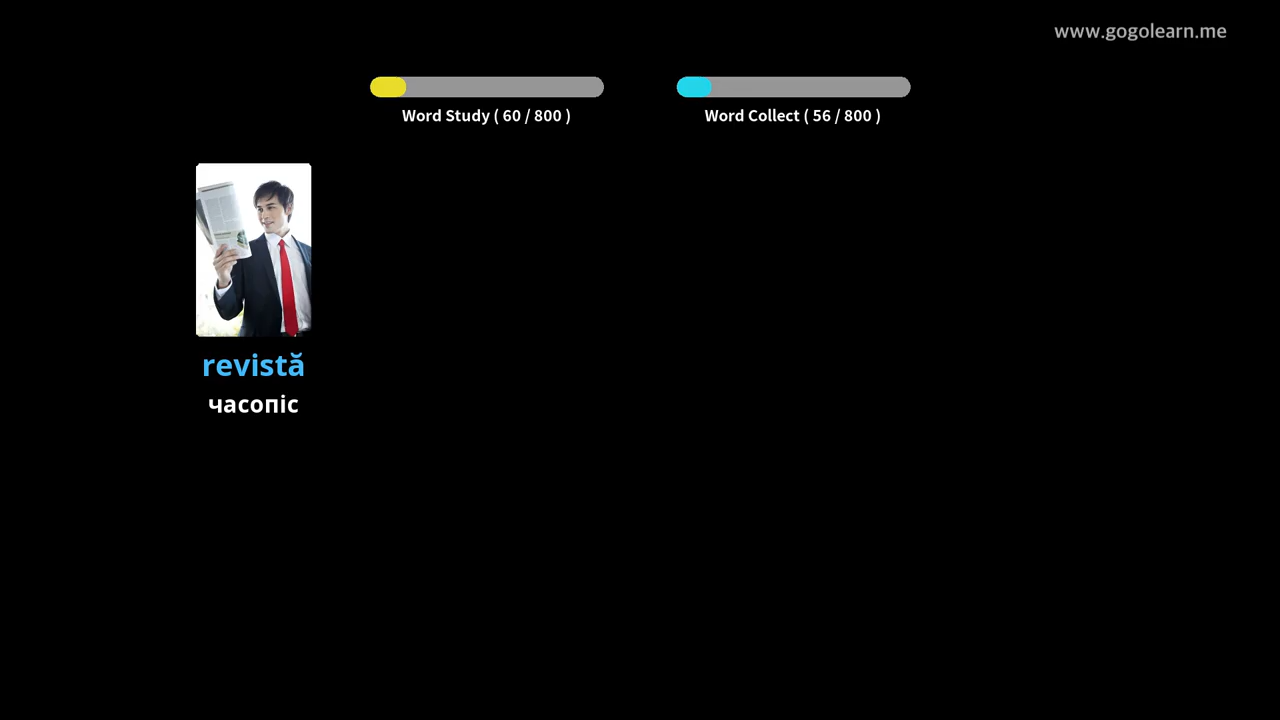 www.gogolearn.me
Word Study ( 60 / 800 )
Word Collect ( 56 / 800 )
revistă
часопіс